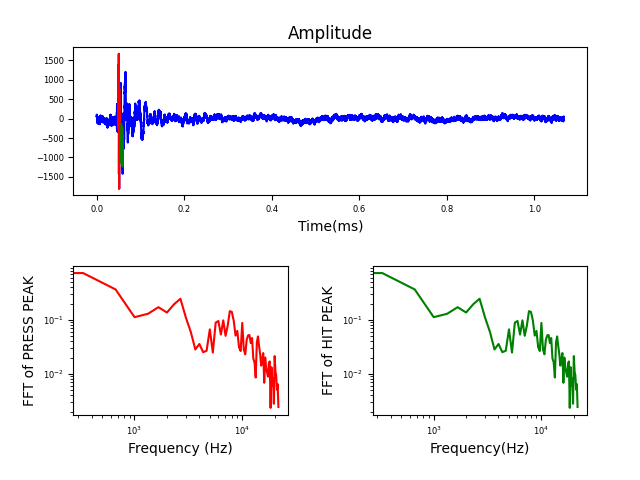 Amplitude
1500
1000
500
0
−500
−1000
−1500
0.0 0.2 0.4 0.6 0.8 1.0
Time(ms)
FFT of PRESS PEAK
10⁻¹
10⁻²
10³ 10⁴
Frequency (Hz)
FFT of HIT PEAK
10⁻¹
10⁻²
10³ 10⁴
Frequency(Hz)